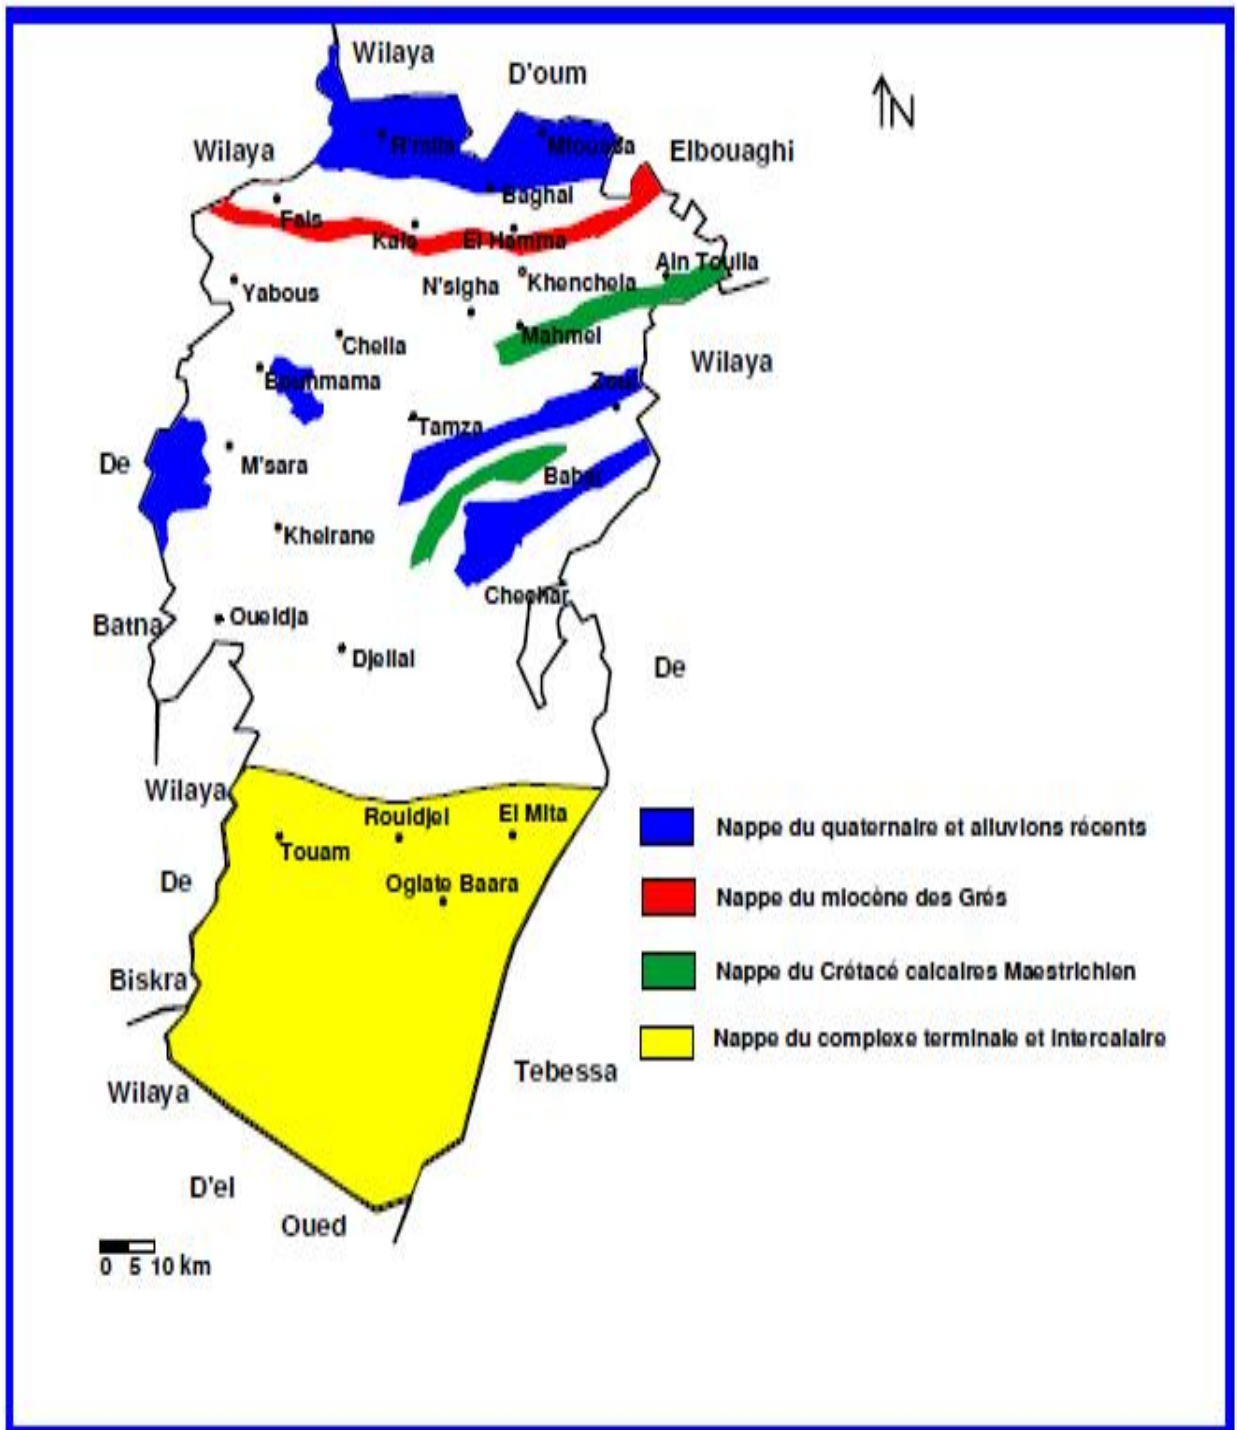 Wilaya
D'oum
N
Wilaya
R'mila
Mtoussa
Elbouaghi
Baghai
Fais
Kais
El Hamma
Ain Touila
N'sigha
Khenchela
Yabous
Mahmel
Chelia
Wilaya
Bouhmama
Zoui
Tamza
De
M'sara
Babar
Kheirane
Chechar
Batna
Oueldja
Djellal
De
Wilaya
Rouidjel
El Mita
Touam
Nappe du quaternaire et alluvions récents
De
Oglate Baara
Nappe du miocène des Grés
Biskra
Nappe du Crétacé calcaires Maestrichien
Nappe du complexe terminale et intercalaire
Tebessa
Wilaya
D'el
Oued
0 5 10 km